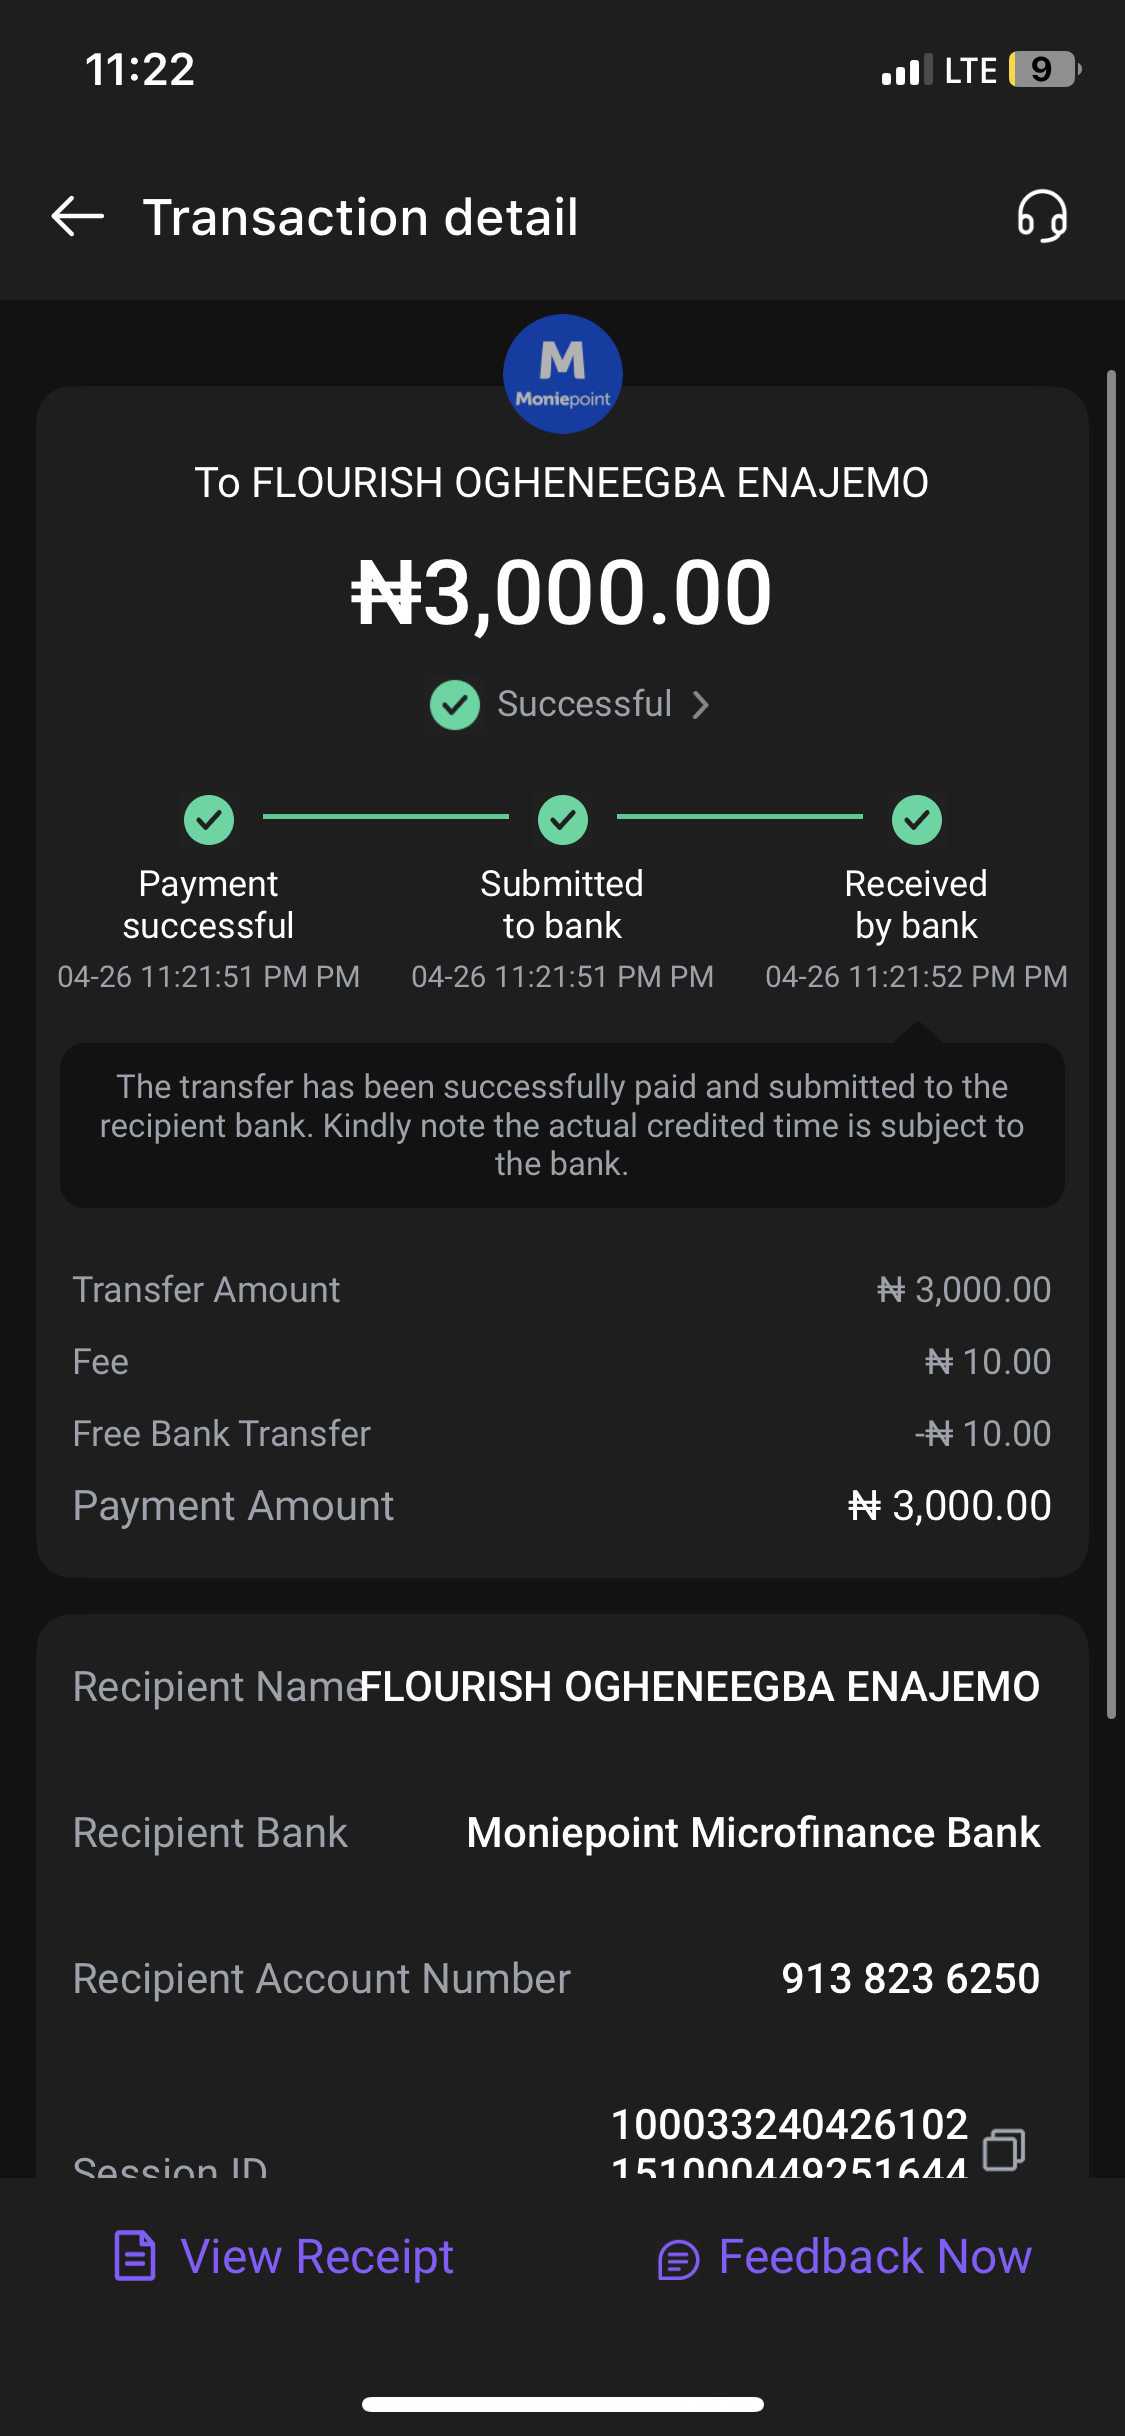 11:22
LTE 9
Transaction detail
M
Moniepoint
To FLOURISH OGHENEEGBA ENAJEMO
₦3,000.00
Successful
Payment
successful
04-26 11:21:51 PM PM
Submitted
to bank
04-26 11:21:51 PM PM
Received
by bank
04-26 11:21:52 PM PM
The transfer has been successfully paid and submitted to the
recipient bank. Kindly note the actual credited time is subject to
the bank.
Transfer Amount ₦ 3,000.00
Fee ₦ 10.00
Free Bank Transfer -₦ 10.00
Payment Amount ₦ 3,000.00
Recipient Name FLOURISH OGHENEEGBA ENAJEMO
Recipient Bank Moniepoint Microfinance Bank
Recipient Account Number 913 823 6250
Session ID 100033240426102
151000449251644
View Receipt
Feedback Now